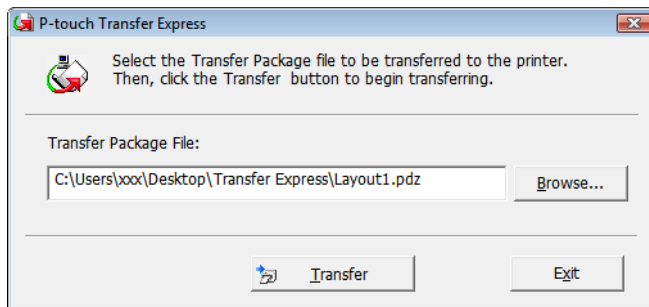 P-touch Transfer Express
Select the Transfer Package file to be transferred to the printer.
Then, click the Transfer button to begin transferring.
Transfer Package File:
C:\Users\xxx\Desktop\Transfer Express\Layout1.pdz
Browse...
Transfer
Exit